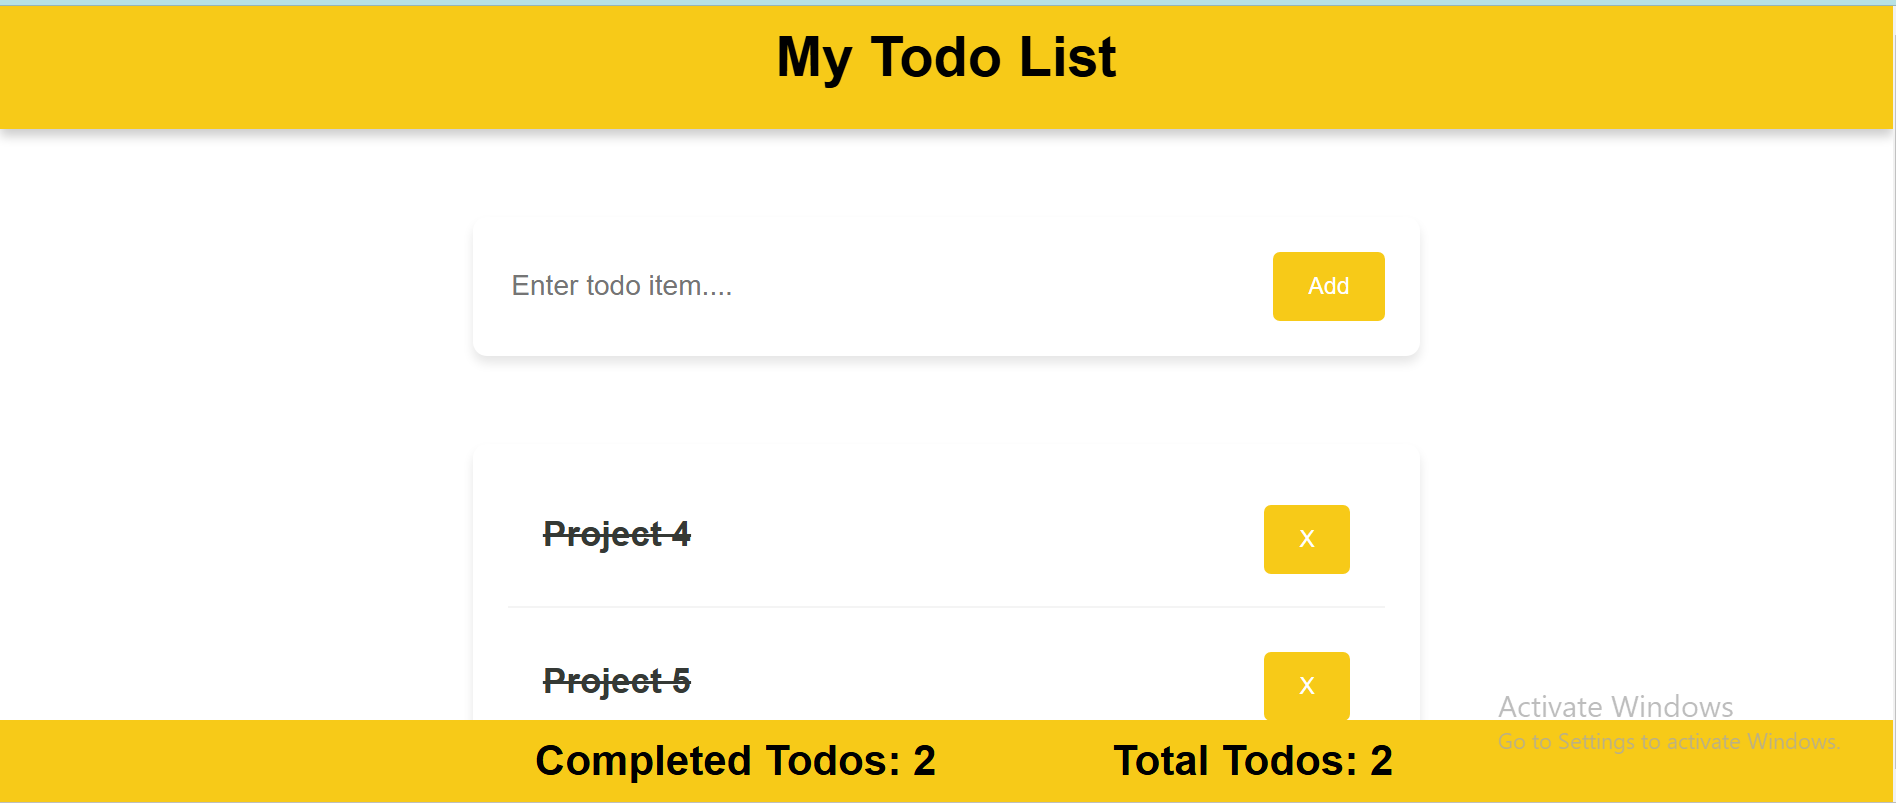 My Todo List
Enter todo item....
Add
Project 4
X
Project 5
X
Activate Windows
Go to Settings to activate Windows.
Completed Todos: 2
Total Todos: 2